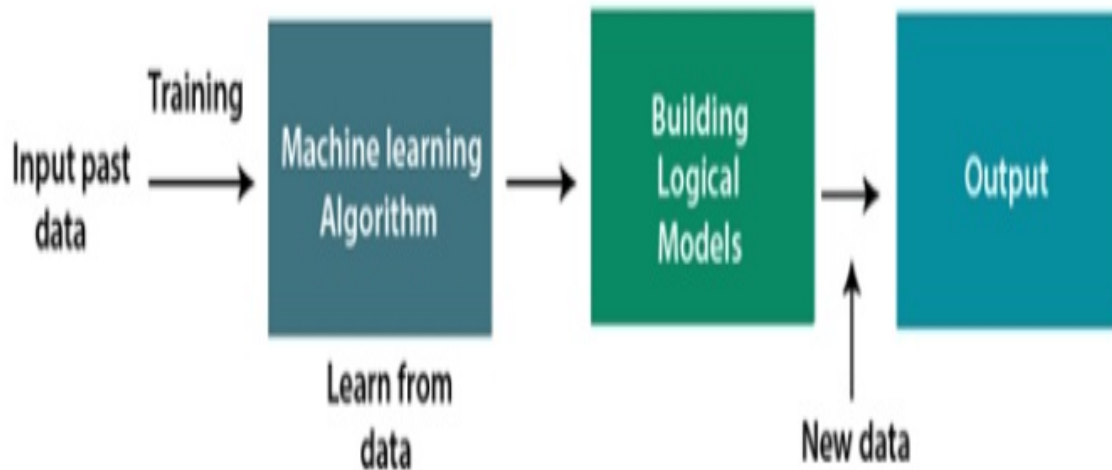 Training
Input past
data
Machine learning
Algorithm
Learn from
data
Building
Logical
Models
New data
Output